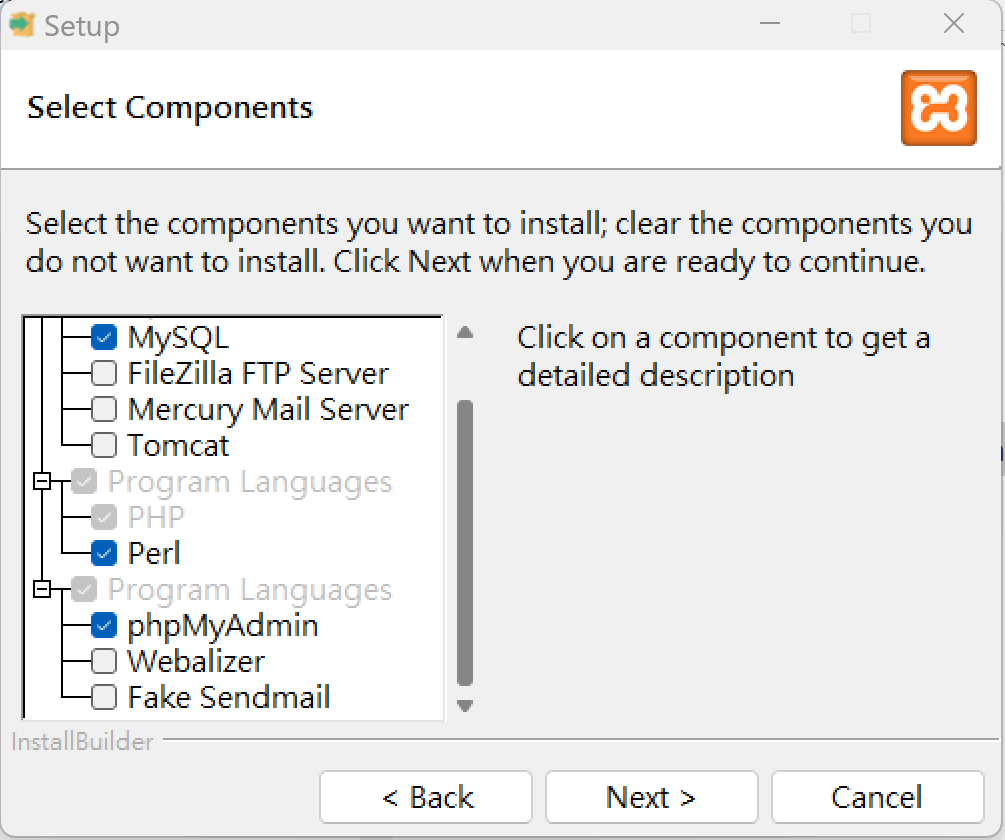 Setup
Select Components
Select the components you want to install; clear the components you
do not want to install. Click Next when you are ready to continue.
MySQL
FileZilla FTP Server
Mercury Mail Server
Tomcat
Program Languages
PHP
Perl
Program Languages
phpMyAdmin
Webalizer
Fake Sendmail
Click on a component to get a
detailed description
InstallBuilder
< Back
Next >
Cancel